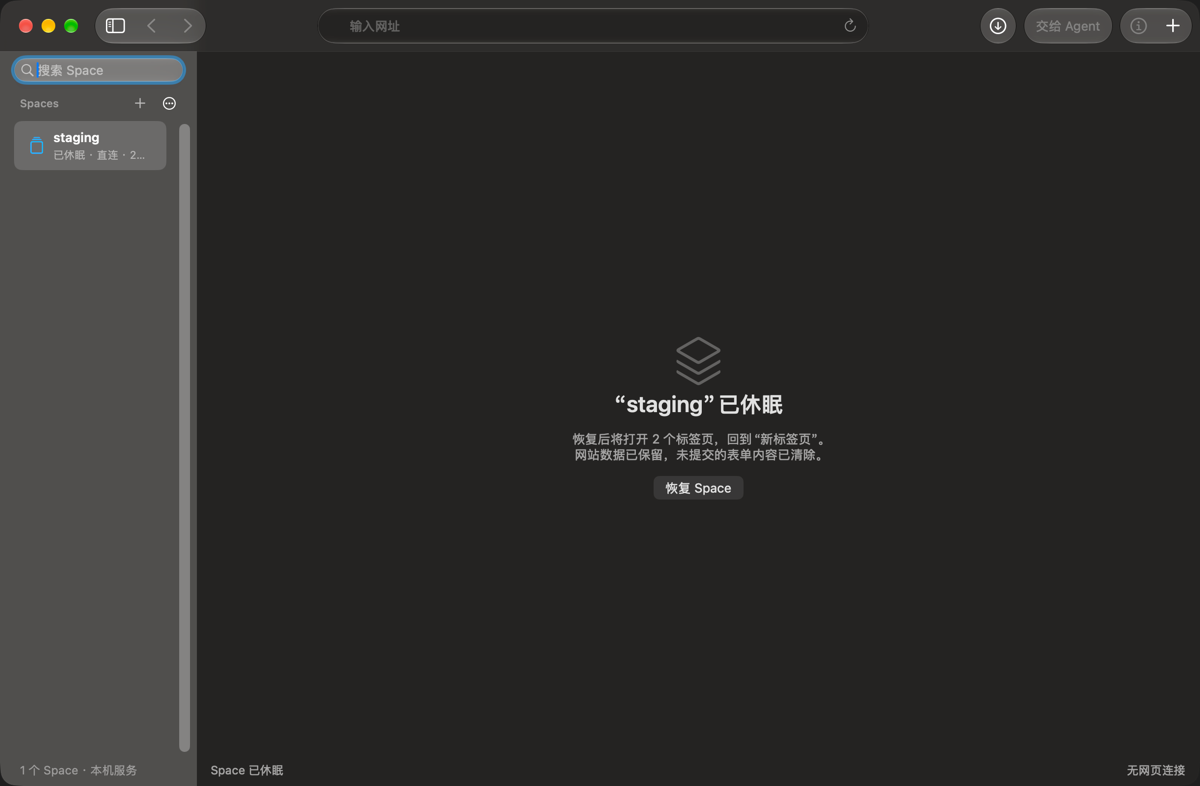 输入网址
交给 Agent
搜索 Space
Spaces
staging
已休眠 · 直连 · 2...
“staging” 已休眠
恢复后将打开 2 个标签页，回到 “新标签页”。
网站数据已保留，未提交的表单内容已清除。
恢复 Space
1 个 Space · 本机服务
Space 已休眠
无网页连接